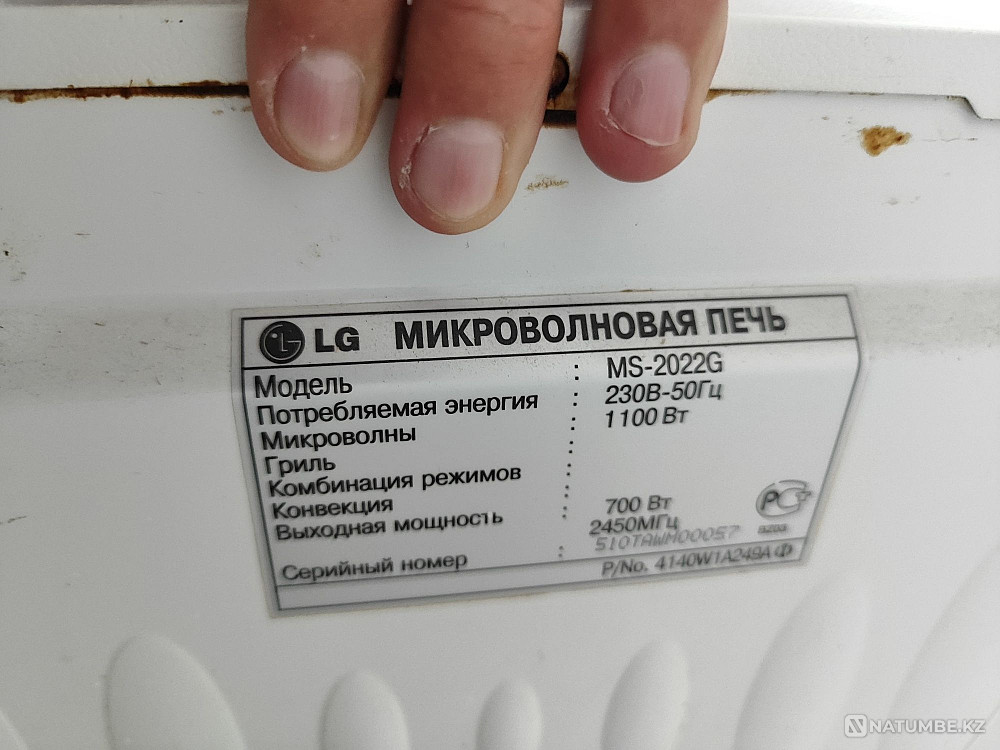 LG МИКРОВОЛНОВАЯ ПЕЧЬ
Модель : MS-2022G
Потребляемая энергия : 230В-50Гц
Микроволны : 1100 Вт
Гриль :
Комбинация режимов :
Конвекция :
Выходная мощность : 700 Вт
2450МГц
Серийный номер : 510TAWM00057
P/No. 4140W1A249A Ф
РС
NATUMBE.KZ